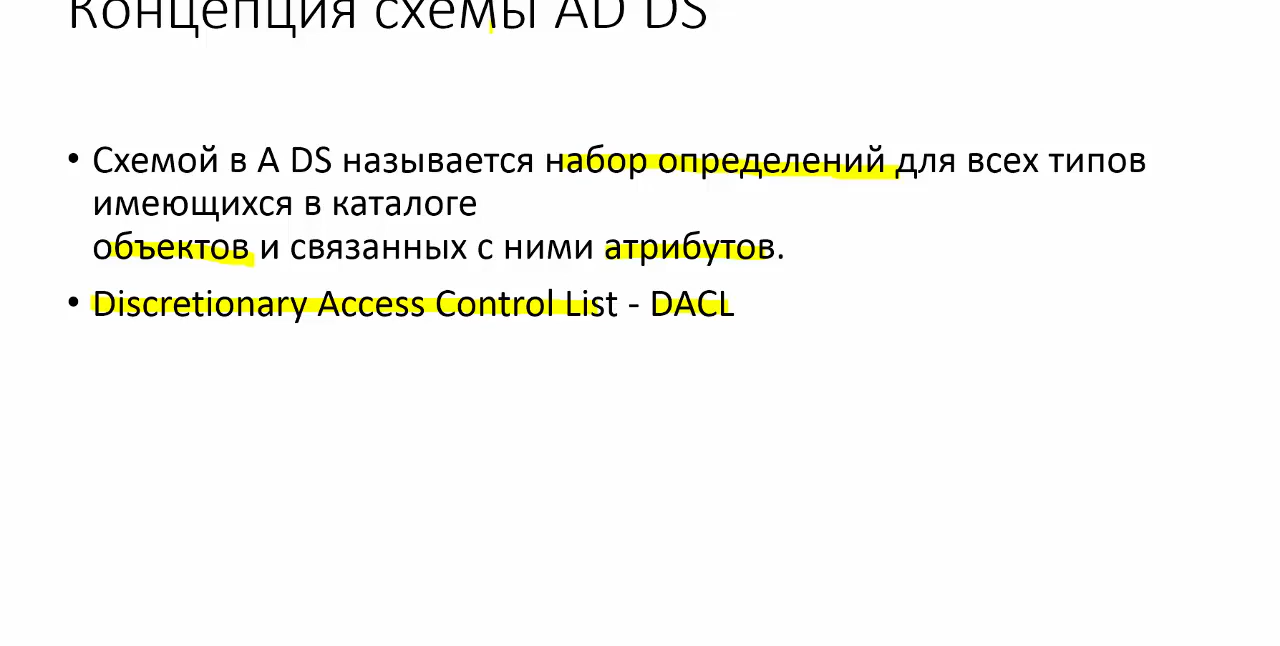 Концепция схемы AD DS
• Схемой в A DS называется набор определений для всех типов
имеющихся в каталоге
объектов и связанных с ними атрибутов.
• Discretionary Access Control List - DACL